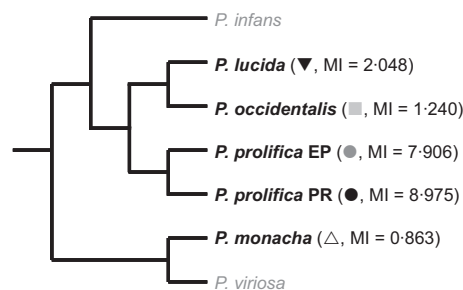 P. infans
P. lucida (▼, MI = 2·048)
P. occidentalis (■, MI = 1·240)
P. prolifica EP (●, MI = 7·906)
P. prolifica PR (●, MI = 8·975)
P. monacha (△, MI = 0·863)
P. viriosa